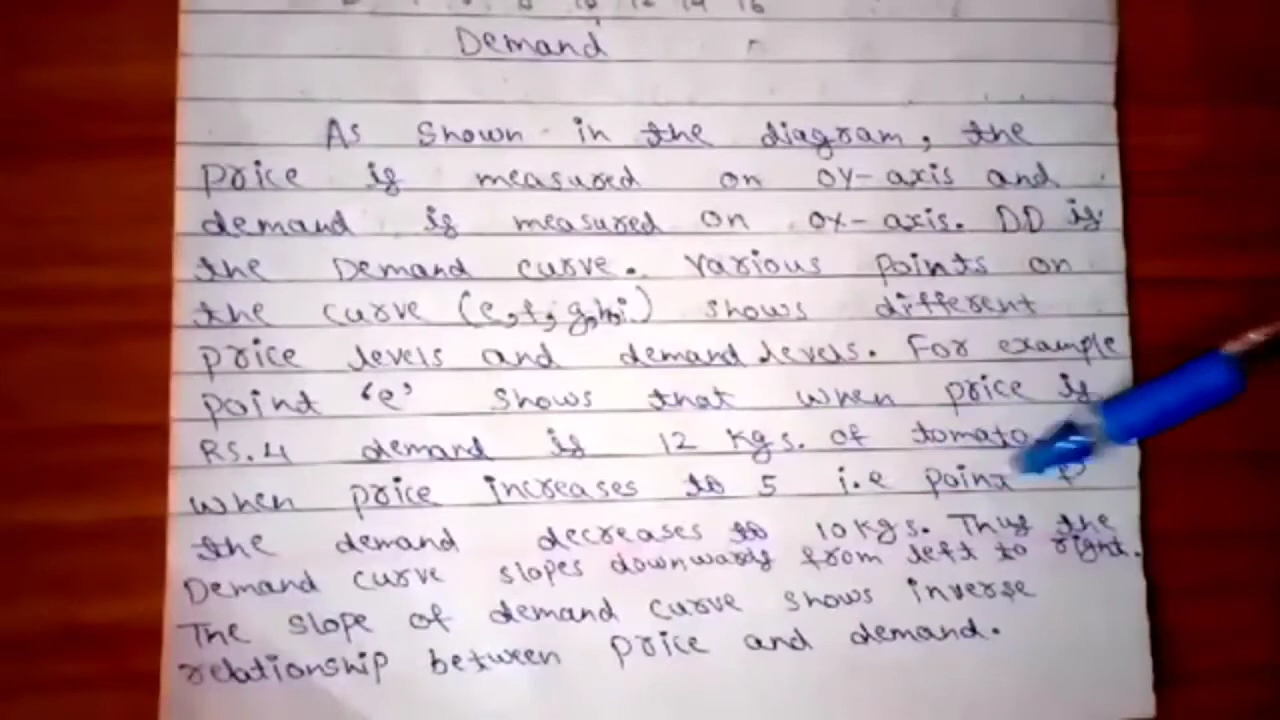 10 12 14 16
Demand
As shown in the diagram, the
price is measured on OY-axis and
demand is measured on OX-axis. DD is
the Demand curve. Various points on
the curve (e,f,g,h,i) shows different
price levels and demand levels. For example
point 'e' shows that when price is
RS.4 demand is 12 kgs. of tomato
When price increases to 5 i.e point
the demand decreases to 10 kgs. Thus the
Demand curve slopes downwards from left to right.
The slope of demand curve shows inverse
relationship between price and demand.